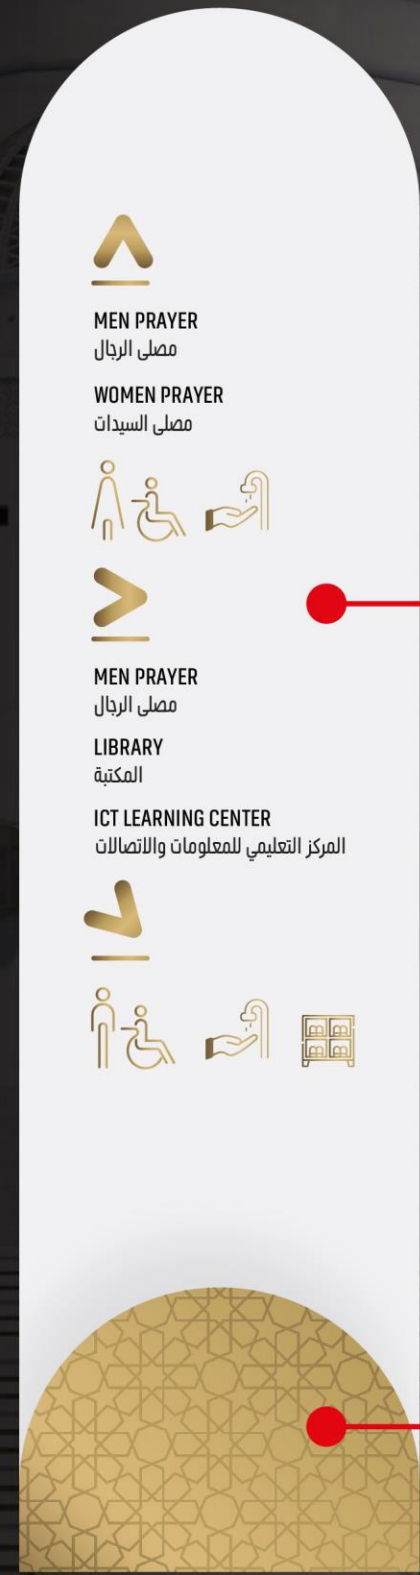 MEN PRAYER
مصلى الرجال
WOMEN PRAYER
مصلى السيدات
MEN PRAYER
مصلى الرجال
LIBRARY
المكتبة
ICT LEARNING CENTER
المركز التعليمي للمعلومات والاتصالات